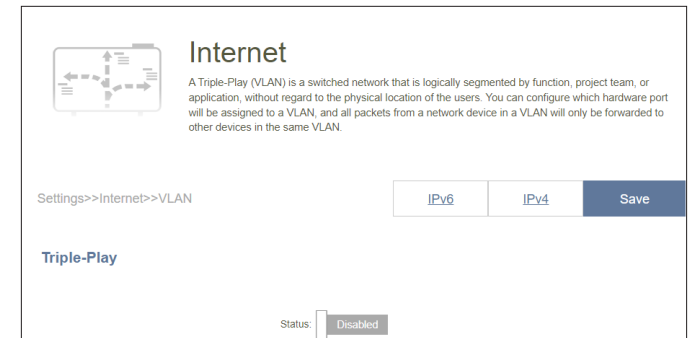 Internet
A Triple-Play (VLAN) is a switched network that is logically segmented by function, project team, or
application, without regard to the physical location of the users. You can configure which hardware port
will be assigned to a VLAN, and all packets from a network device in a VLAN will only be forwarded to
other devices in the same VLAN.
Settings>>Internet>>VLAN
IPv6
IPv4
Save
Triple-Play
Status:
Disabled